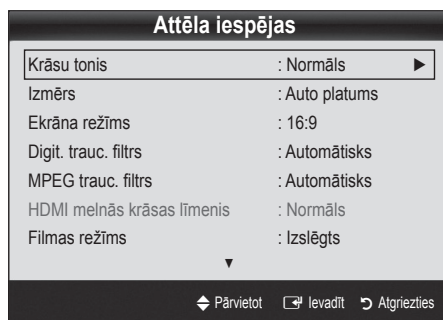 Attēla iespējas
Krāsu tonis : Normāls ►
Izmērs : Auto platums
Ekrāna režīms : 16:9
Digit. trauc. filtrs : Automātisks
MPEG trauc. filtrs : Automātisks
HDMI melnās krāsas līmenis : Normāls
Filmas režīms : Izslēgts
▼
Pārvietot Ievadīt Atgriezties